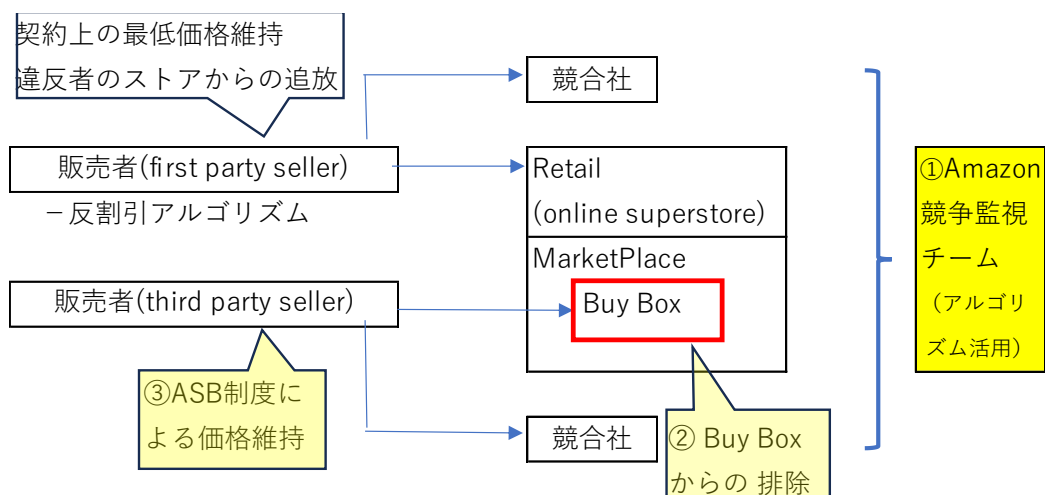 契約上の最低価格維持
違反者のストアからの追放
競合社
販売者(first party seller)
－反割引アルゴリズム
Retail
(online superstore)
MarketPlace
Buy Box
販売者(third party seller)
③ASB制度に
よる価格維持
競合社
② Buy Box
からの 排除
①Amazon
競争監視
チーム
（アルゴリ
ズム活用）